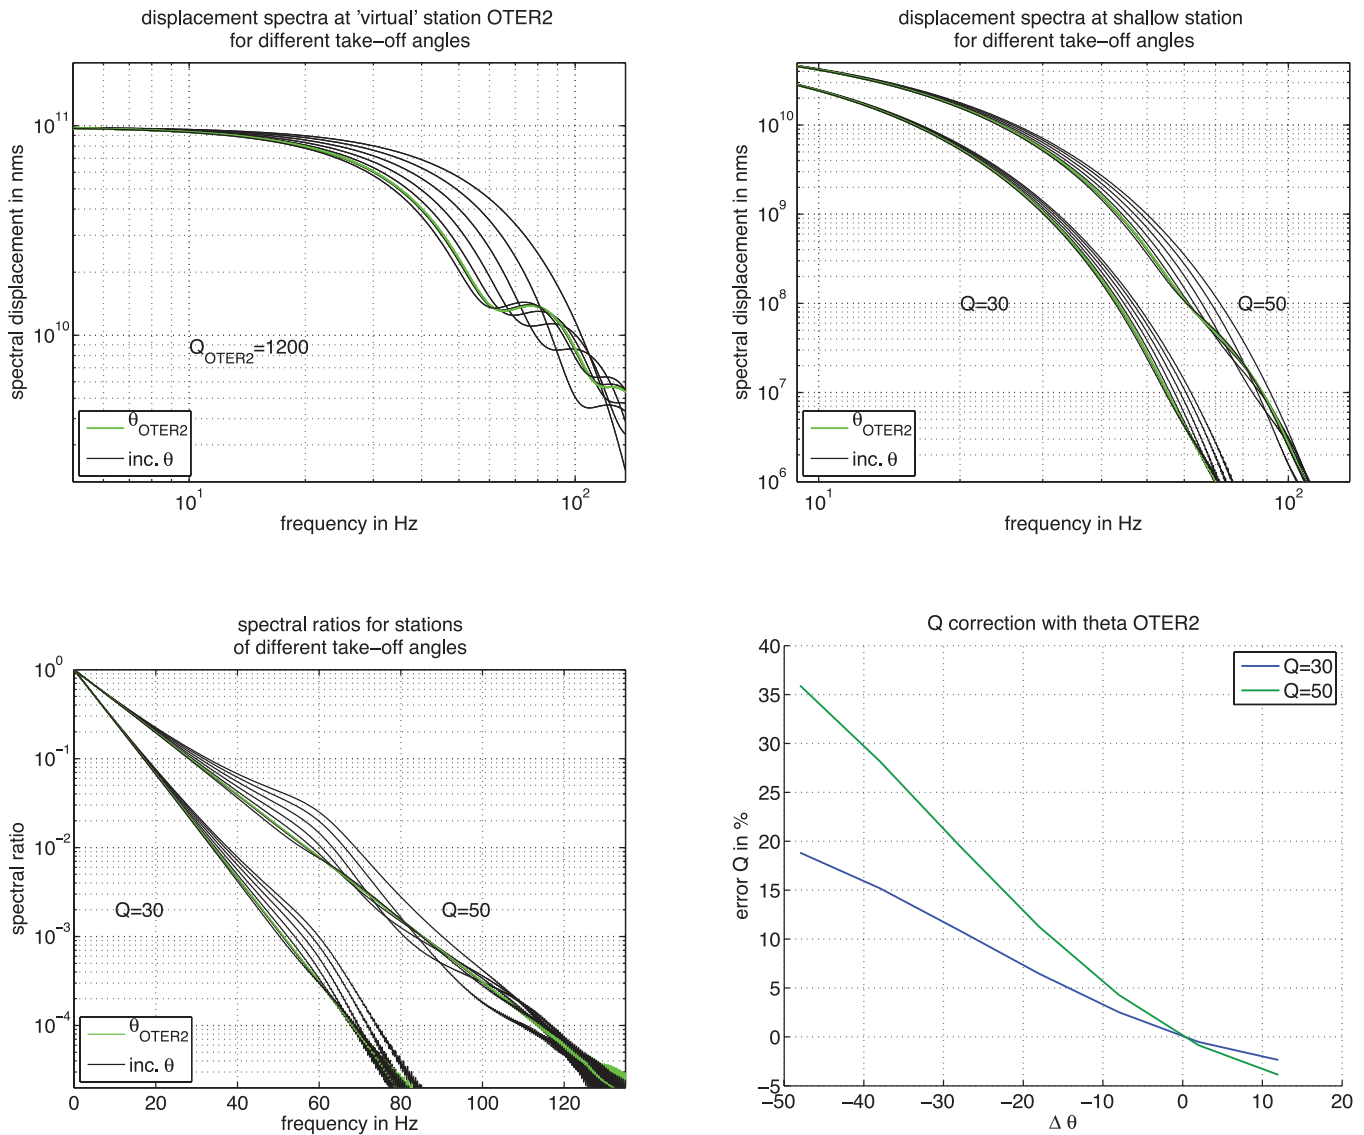 displacement spectra at 'virtual' station OTER2
for different take–off angles
spectral displacement in nms
10^11
10^10
Q_OTER2=1200
θ_OTER2
inc. θ
10^1
10^2
frequency in Hz
displacement spectra at shallow station
for different take–off angles
spectral displacement in nms
10^10
10^9
10^8
10^7
10^6
Q=30
Q=50
θ_OTER2
inc. θ
10^1
10^2
frequency in Hz
spectral ratios for stations
of different take–off angles
spectral ratio
10^0
10^−1
10^−2
10^−3
10^−4
Q=30
Q=50
θ_OTER2
inc. θ
0
20
40
60
80
100
120
frequency in Hz
Q correction with theta OTER2
error Q in %
40
35
30
25
20
15
10
5
0
−5
Q=30
Q=50
−50
−40
−30
−20
−10
0
10
20
Δ θ